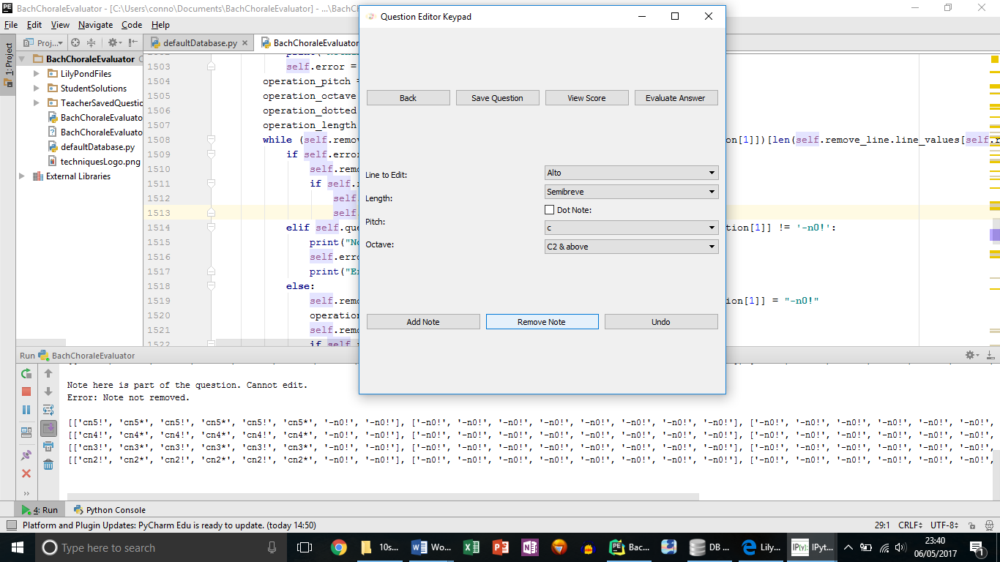 BachChoraleEvaluator - [C:\Users\conno\Documents\BachChoraleEvaluator] - ...\BachC
File Edit View Navigate Code Help
1: Project
Proj...
defaultDatabase.py
BachChoraleEvaluator
BachChoraleEvaluator
LilyPondFiles
StudentSolutions
TeacherSavedQuestio
BachChoraleEvaluato
BachChoraleEvaluato
defaultDatabase.py
techniquesLogo.png
External Libraries
1503 self.error =
1504 operation_pitch =
1505 operation_octave
1506 operation_dotted
1507 operation_length
1508 while (self.remov ion[1]])[len(self.remove_line.line_values[self.r
1509 if self.error
1510 self.remo
1511 if self.r
1512 self
1513 self
1514 elif self.que tion[1]] != '-n0!':
1515 print("No
1516 self.erro
1517 print("E
1518 else:
1519 self.remo ion[1]] = "-n0!"
1520 operation
1521 self.remo
1522 if self.
Question Editor Keypad
Back
Save Question
View Score
Evaluate Answer
Line to Edit:
Alto
Length:
Semibreve
Dot Note:
Pitch:
c
Octave:
C2 & above
Add Note
Remove Note
Undo
Run BachChoraleEvaluator
Note here is part of the question. Cannot edit.
Error: Note not removed.
[['cn5!', 'cn5*', 'cn5!', 'cn5*', 'cn5!', 'cn5*', '-n0!', '-n0!'], ['-n0!', '-n0!', '-n0!', '-n0!', '-n0!', '-n0!', '-n0!', '-n0!'], ['-n0!', '-n0!', '-n0!', '-n0!', '-n0!', '-n0!',
[['cn4!', 'cn4*', 'cn4!', 'cn4*', 'cn4!', 'cn4*', '-n0!', '-n0!'], ['-n0!', '-n0!', '-n0!', '-n0!', '-n0!', '-n0!', '-n0!', '-n0!'], ['-n0!', '-n0!', '-n0!', '-n0!', '-n0!', '-n0!',
[['cn3!', 'cn3*', 'cn3!', 'cn3*', 'cn3!', 'cn3*', '-n0!', '-n0!'], ['-n0!', '-n0!', '-n0!', '-n0!', '-n0!', '-n0!', '-n0!', '-n0!'], ['-n0!', '-n0!', '-n0!', '-n0!', '-n0!', '-n0!',
[['cn2!', 'cn2*', 'cn2!', 'cn2*', 'cn2!', 'cn2*', '-n0!', '-n0!'], ['-n0!', '-n0!', '-n0!', '-n0!', '-n0!', '-n0!', '-n0!', '-n0!'], ['-n0!', '-n0!', '-n0!', '-n0!', '-n0!', '-n0!',
4: Run Python Console
Platform and Plugin Updates: PyCharm Edu is ready to update. (today 14:50)
29:1 CRLF UTF-8
Type here to search
10s...
Wo...
Bac...
DB ...
Lily...
IPyt...
23:40
06/05/2017
1